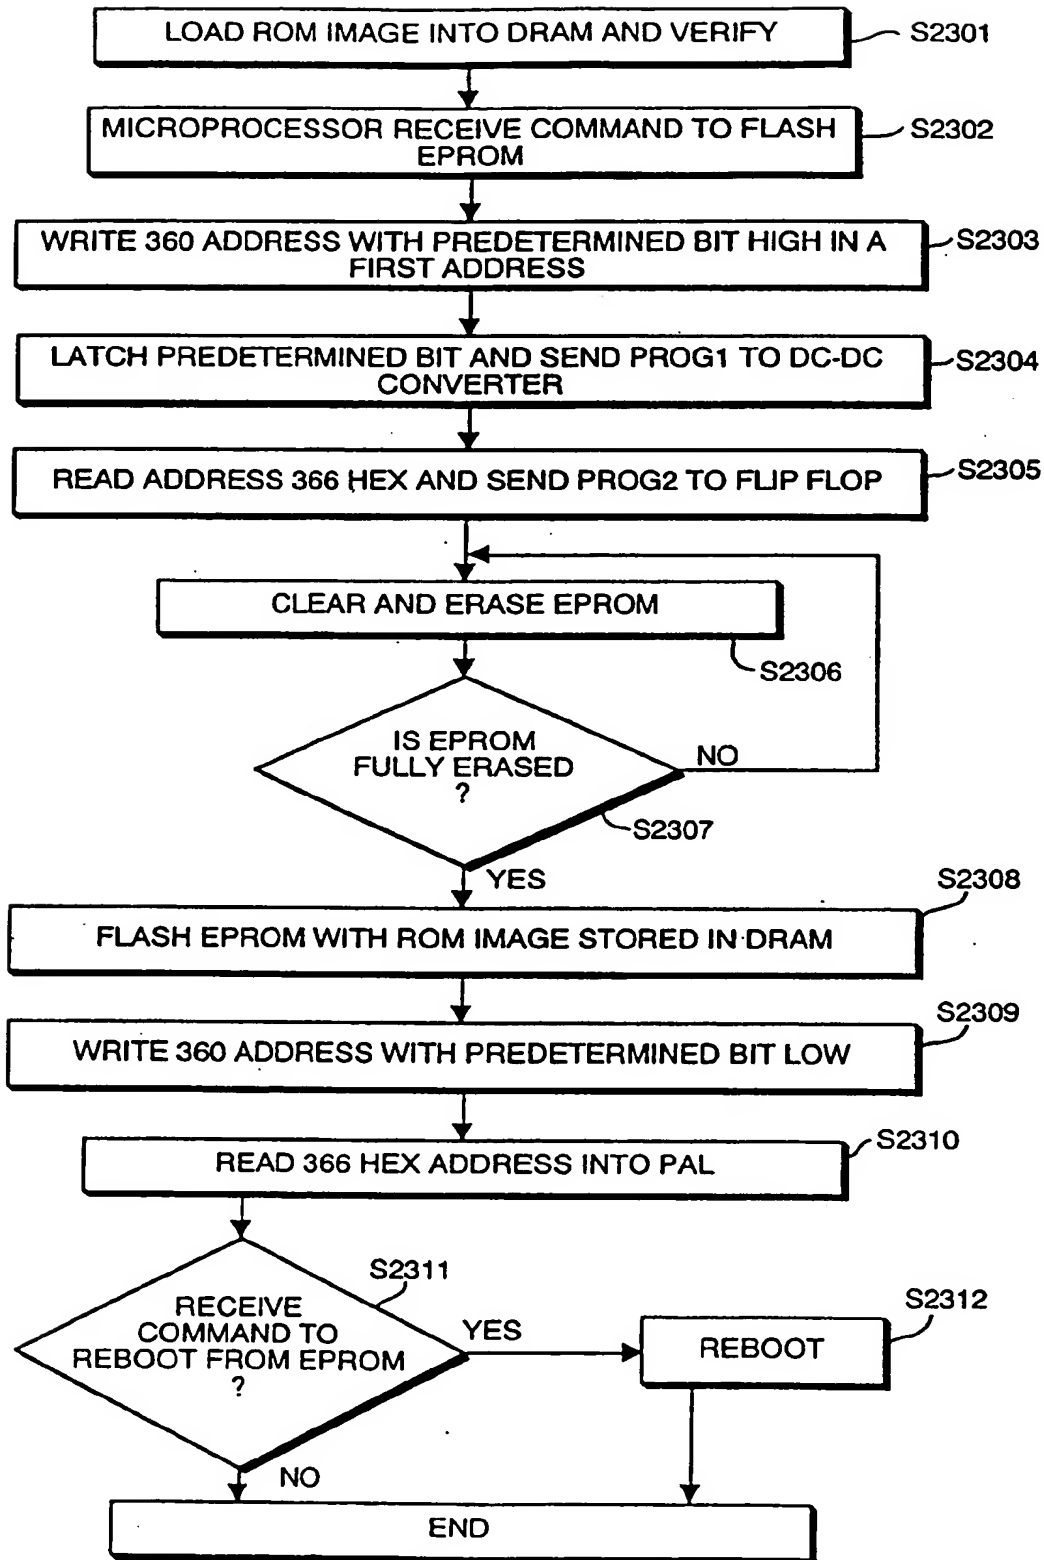 LOAD ROM IMAGE INTO DRAM AND VERIFY
S2301
MICROPROCESSOR RECEIVE COMMAND TO FLASH
EPROM
S2302
WRITE 360 ADDRESS WITH PREDETERMINED BIT HIGH IN A
FIRST ADDRESS
S2303
LATCH PREDETERMINED BIT AND SEND PROG1 TO DC-DC
CONVERTER
S2304
READ ADDRESS 366 HEX AND SEND PROG2 TO FLIP FLOP
S2305
CLEAR AND ERASE EPROM
S2306
IS EPROM
FULLY ERASED
?
NO
S2307
YES
S2308
FLASH EPROM WITH ROM IMAGE STORED IN DRAM
S2309
WRITE 360 ADDRESS WITH PREDETERMINED BIT LOW
S2310
READ 366 HEX ADDRESS INTO PAL
S2311
RECEIVE
COMMAND TO
REBOOT FROM EPROM
?
YES
S2312
REBOOT
NO
END